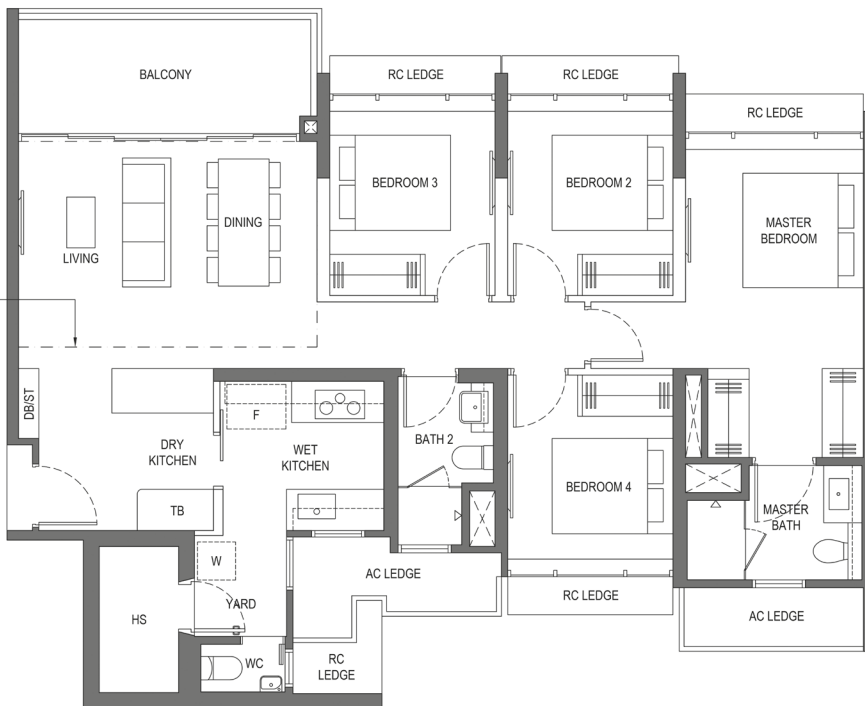 BALCONY
RC LEDGE
RC LEDGE
RC LEDGE
BEDROOM 3
BEDROOM 2
MASTER
BEDROOM
DINING
LIVING
DB/ST
F
DRY
KITCHEN
WET
KITCHEN
BATH 2
BEDROOM 4
TB
MASTER
BATH
W
AC LEDGE
YARD
HS
RC LEDGE
AC LEDGE
WC
RC
LEDGE